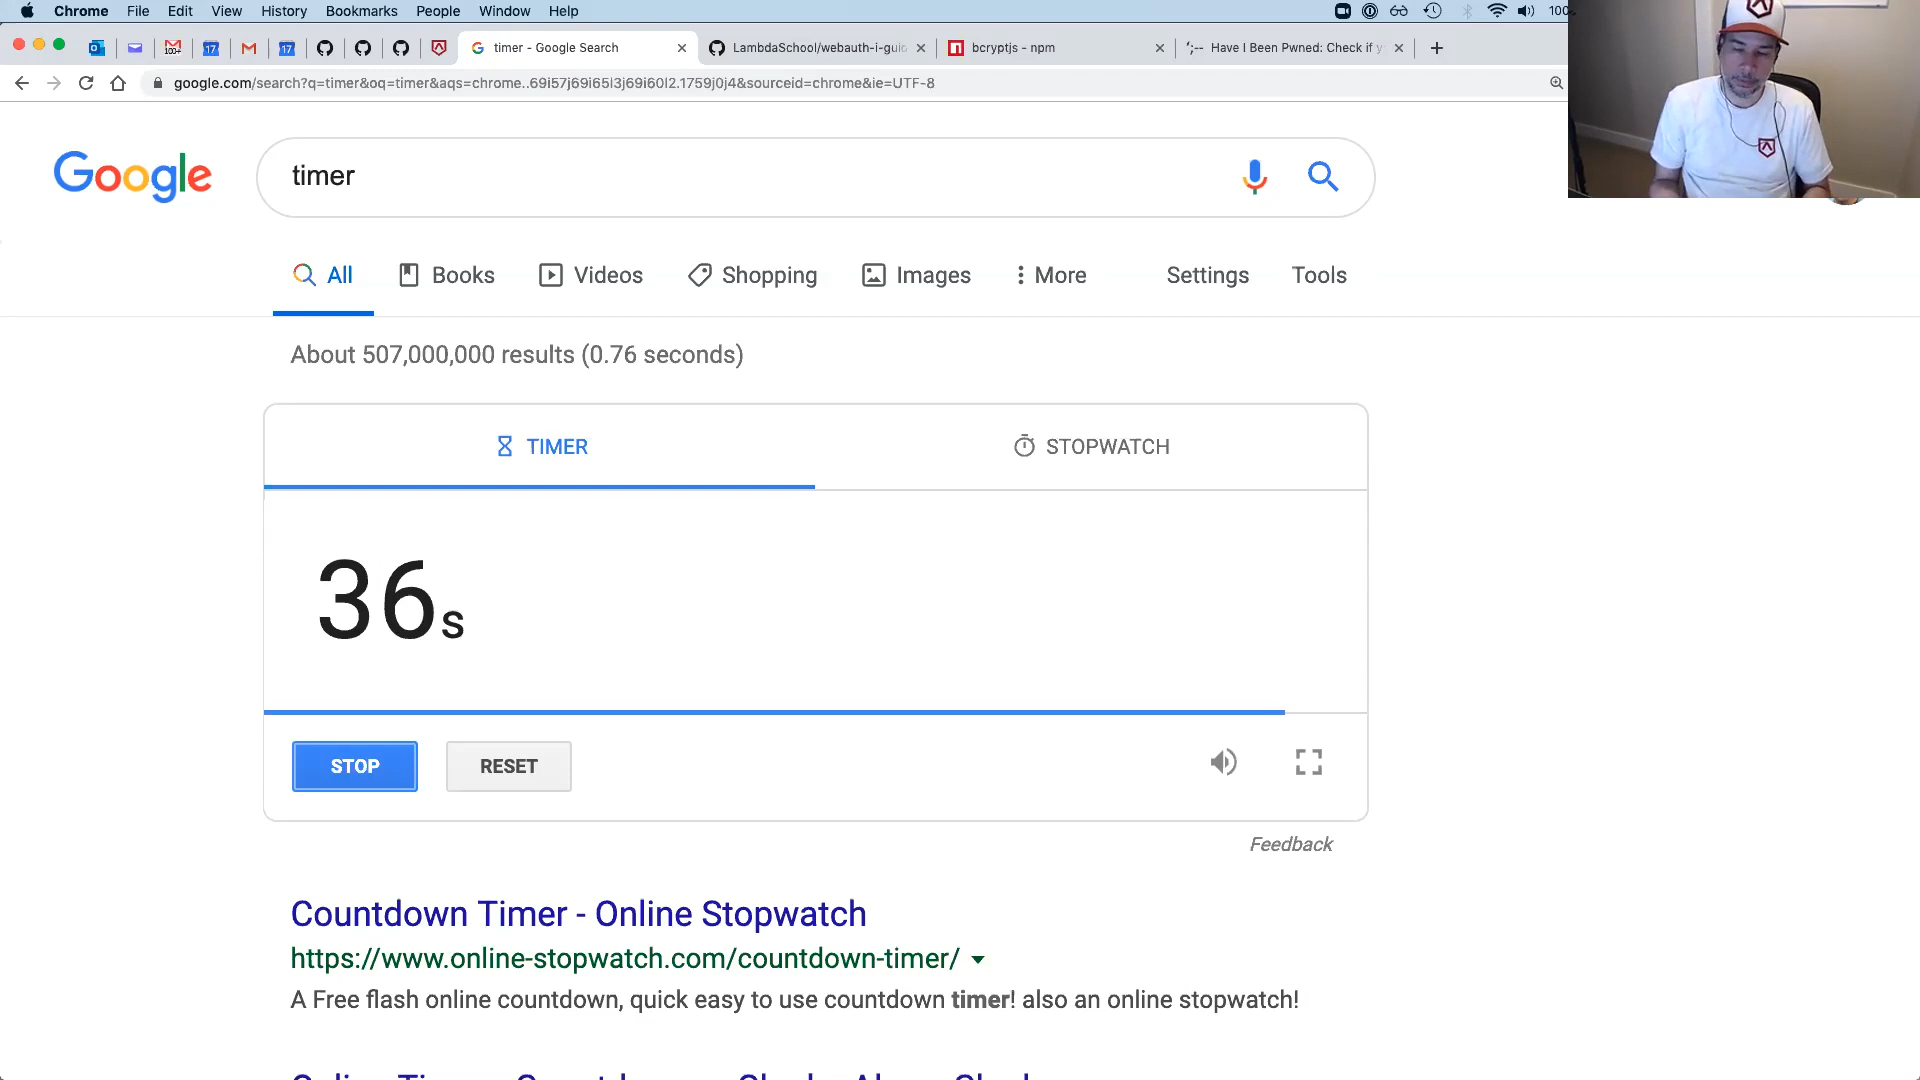 Chrome File Edit View History Bookmarks People Window Help
100+ 17 17 timer - Google Search LambdaSchool/webauth-i-guid bcryptjs - npm Have I Been Pwned: Check if y
google.com/search?q=timer&oq=timer&aqs=chrome..69i57j69i65l3j69i60l2.1759j0j4&sourceid=chrome&ie=UTF-8
Google timer
All Books Videos Shopping Images More Settings Tools
About 507,000,000 results (0.76 seconds)
TIMER STOPWATCH
36s
STOP RESET
Feedback
Countdown Timer - Online Stopwatch
https://www.online-stopwatch.com/countdown-timer/
A Free flash online countdown, quick easy to use countdown timer! also an online stopwatch!